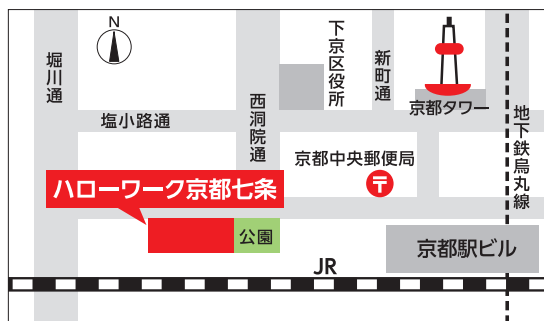 N
堀川通
下京区役所
新町通
京都タワー
塩小路通
西洞院通
地下鉄烏丸線
京都中央郵便局
〒
ハローワーク京都七条
公園
京都駅ビル
JR